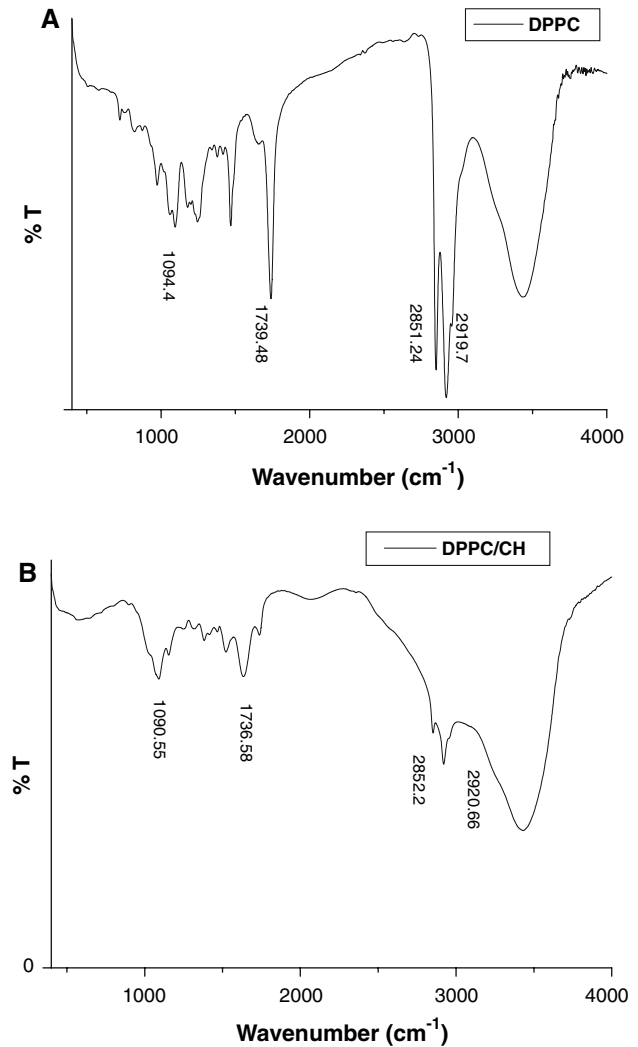 A
DPPC
% T
1094.4
1739.48
2851.24
2919.7
1000
2000
3000
4000
Wavenumber (cm⁻¹)
B
DPPC/CH
% T
1090.55
1736.58
2852.2
2920.66
0
1000
2000
3000
4000
Wavenumber (cm⁻¹)